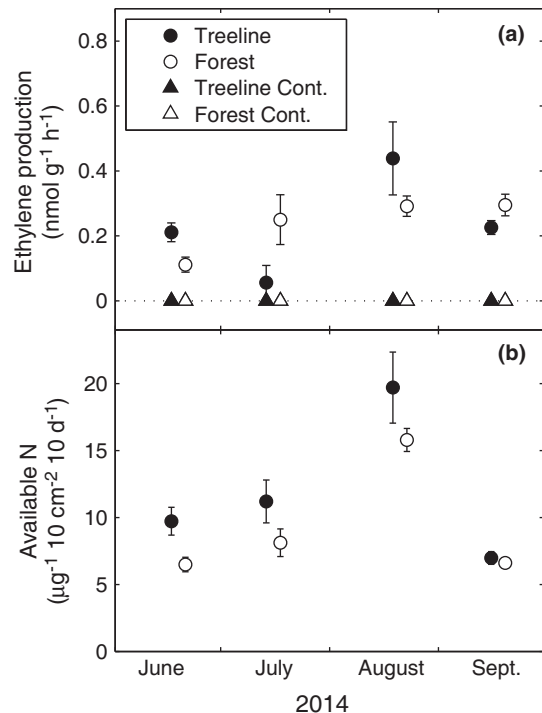 (a)
Treeline
Forest
Treeline Cont.
Forest Cont.
Ethylene production
(nmol g⁻¹ h⁻¹)
0.8
0.6
0.4
0.2
0
(b)
Available N
(µg⁻¹ 10 cm⁻² 10 d⁻¹)
20
15
10
5
0
June July August Sept.
2014